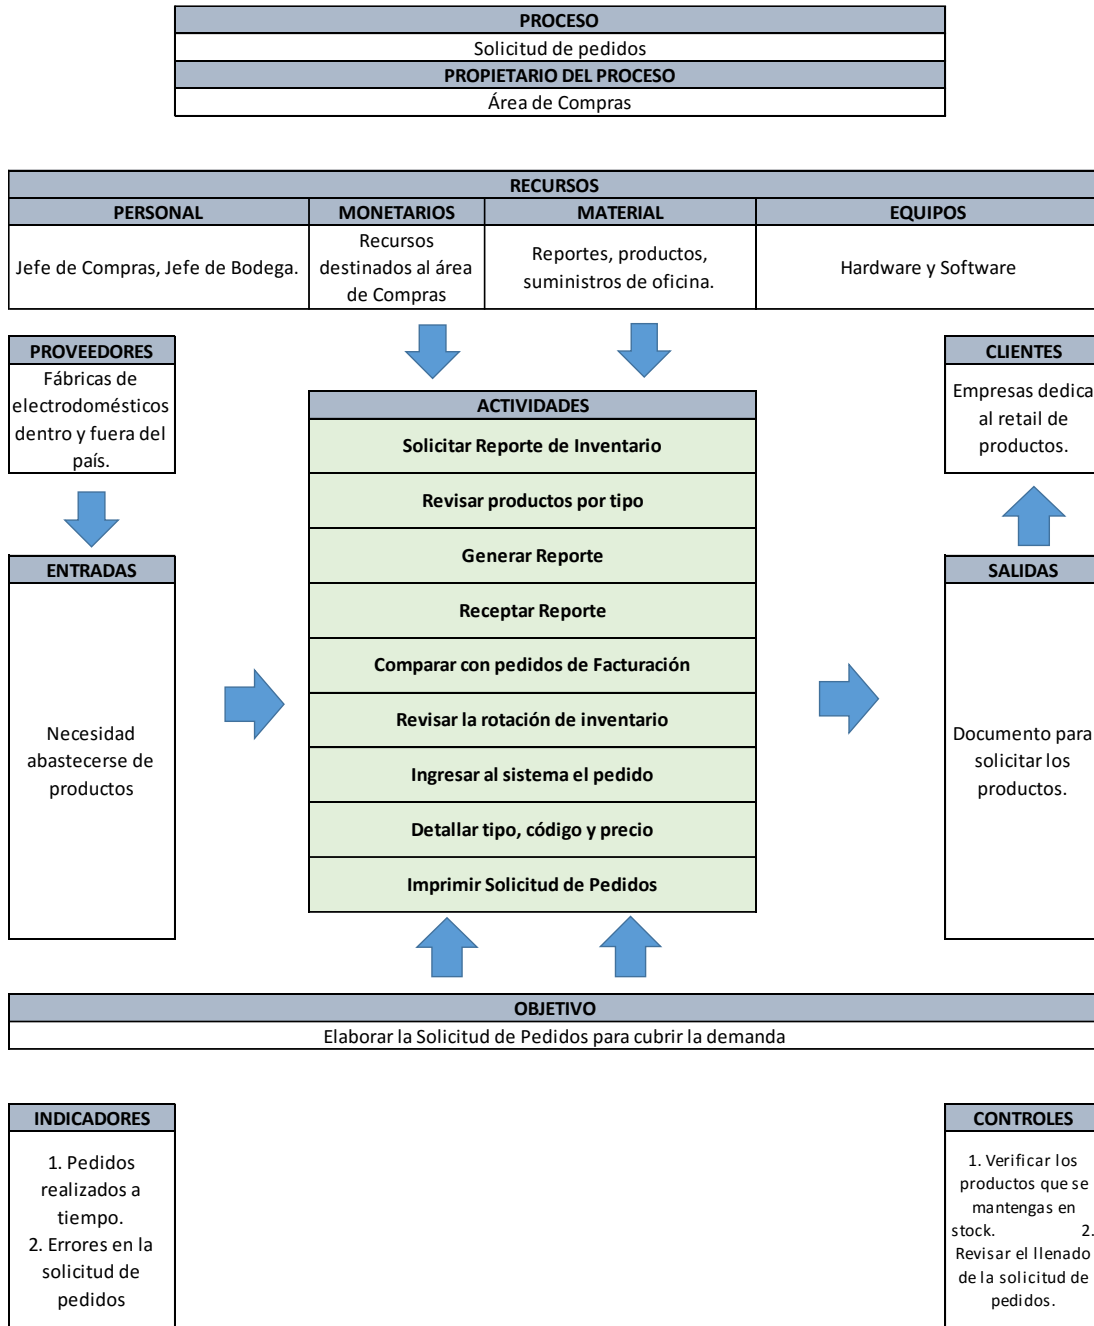 PROCESO
Solicitud de pedidos
PROPIETARIO DEL PROCESO
Área de Compras
RECURSOS
PERSONAL
MONETARIOS
MATERIAL
EQUIPOS
Jefe de Compras, Jefe de Bodega.
Recursos
destinados al área
de Compras
Reportes, productos,
suministros de oficina.
Hardware y Software
PROVEEDORES
Fábricas de
electrodomésticos
dentro y fuera del
país.
CLIENTES
Empresas dedica
al retail de
productos.
ACTIVIDADES
Solicitar Reporte de Inventario
Revisar productos por tipo
Generar Reporte
Receptar Reporte
Comparar con pedidos de Facturación
Revisar la rotación de inventario
Ingresar al sistema el pedido
Detallar tipo, código y precio
Imprimir Solicitud de Pedidos
ENTRADAS
Necesidad
abastecerse de
productos
SALIDAS
Documento para
solicitar los
productos.
OBJETIVO
Elaborar la Solicitud de Pedidos para cubrir la demanda
INDICADORES
1. Pedidos
realizados a
tiempo.
2. Errores en la
solicitud de
pedidos
CONTROLES
1. Verificar los
productos que se
mantengas en
stock. 2.
Revisar el llenado
de la solicitud de
pedidos.